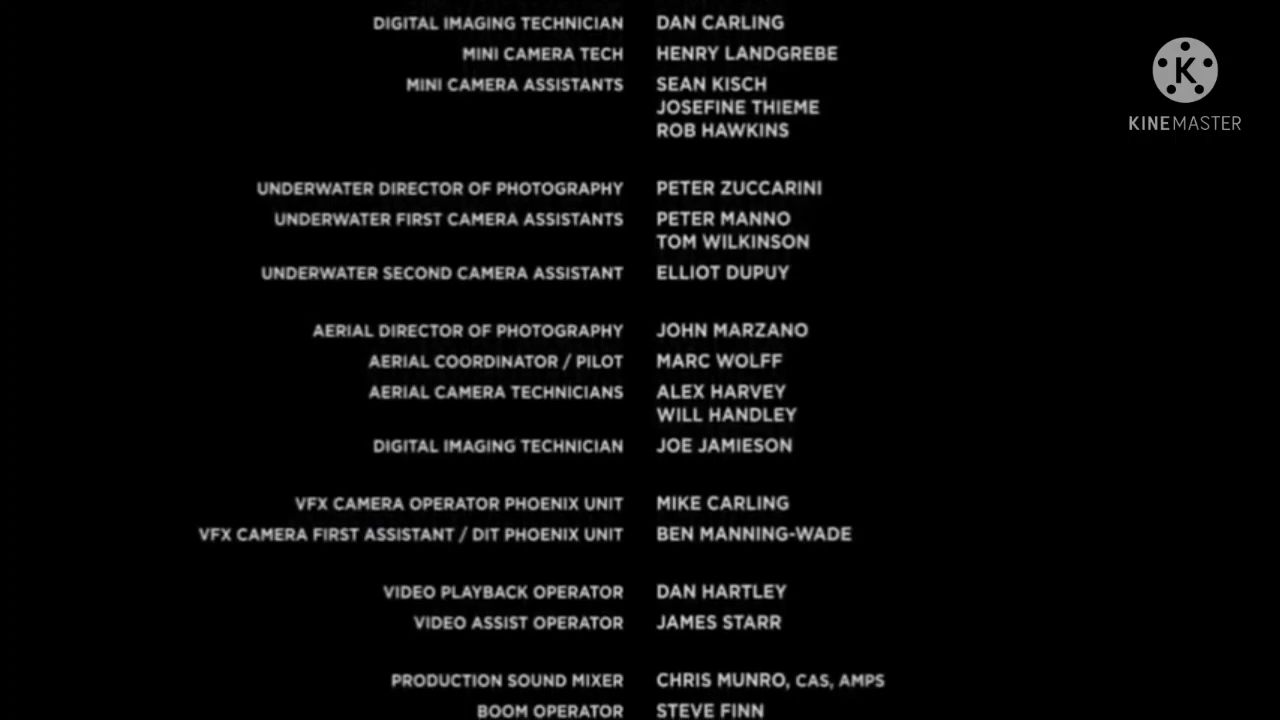 DIGITAL IMAGING TECHNICIAN DAN CARLING
MINI CAMERA TECH HENRY LANDGREBE
MINI CAMERA ASSISTANTS SEAN KISCH
JOSEFINE THIEME
ROB HAWKINS
K
KINEMASTER
UNDERWATER DIRECTOR OF PHOTOGRAPHY PETER ZUCCARINI
UNDERWATER FIRST CAMERA ASSISTANTS PETER MANNO
TOM WILKINSON
UNDERWATER SECOND CAMERA ASSISTANT ELLIOT DUPUY
AERIAL DIRECTOR OF PHOTOGRAPHY JOHN MARZANO
AERIAL COORDINATOR / PILOT MARC WOLFF
AERIAL CAMERA TECHNICIANS ALEX HARVEY
WILL HANDLEY
DIGITAL IMAGING TECHNICIAN JOE JAMIESON
VFX CAMERA OPERATOR PHOENIX UNIT MIKE CARLING
VFX CAMERA FIRST ASSISTANT / DIT PHOENIX UNIT BEN MANNING-WADE
VIDEO PLAYBACK OPERATOR DAN HARTLEY
VIDEO ASSIST OPERATOR JAMES STARR
PRODUCTION SOUND MIXER CHRIS MUNRO, CAS, AMPS
BOOM OPERATOR STEVE FINN